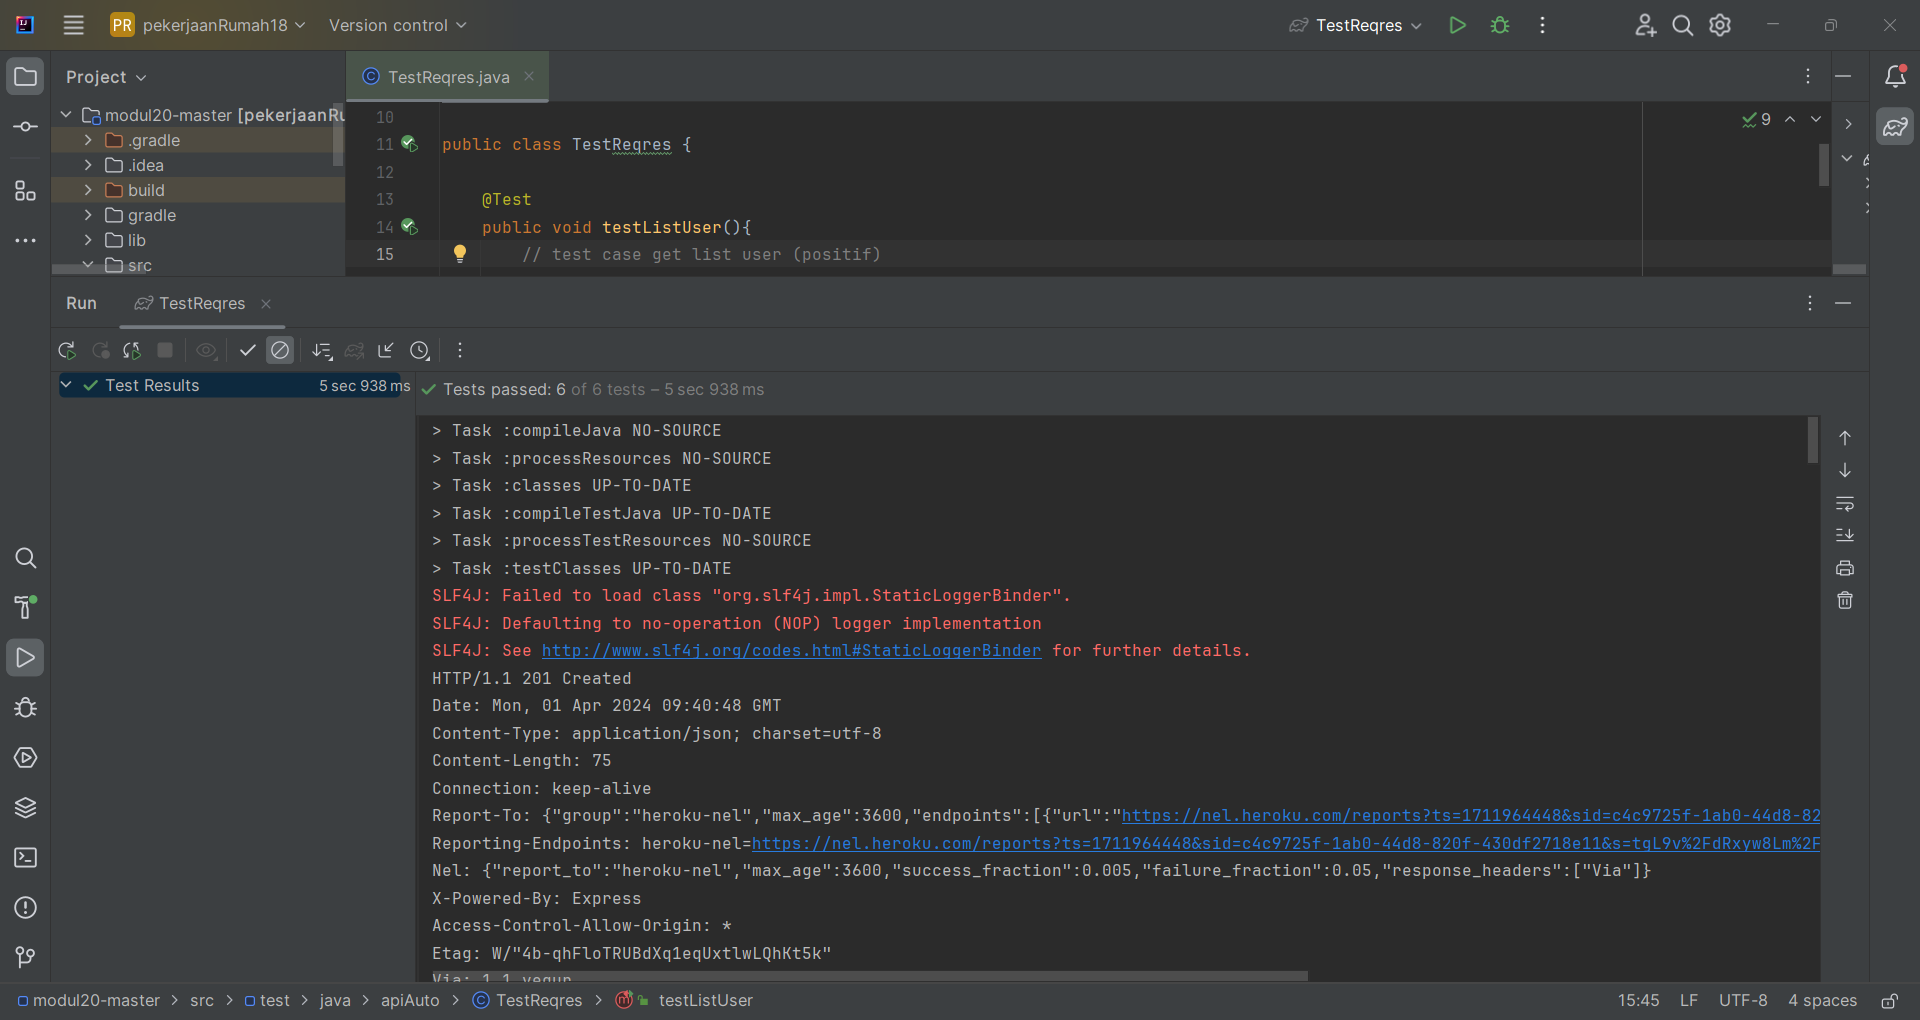 PR pekerjaanRumah18 Version control TestReqres
Project
TestReqres.java
modul20-master [pekerjaanRu
.gradle
.idea
build
gradle
lib
src
10
11 public class TestReqres {
12
13 @Test
14 public void testListUser(){
15 // test case get list user (positif)
9
Run TestReqres
Test Results 5 sec 938 ms
Tests passed: 6 of 6 tests – 5 sec 938 ms
> Task :compileJava NO-SOURCE
> Task :processResources NO-SOURCE
> Task :classes UP-TO-DATE
> Task :compileTestJava UP-TO-DATE
> Task :processTestResources NO-SOURCE
> Task :testClasses UP-TO-DATE
SLF4J: Failed to load class "org.slf4j.impl.StaticLoggerBinder".
SLF4J: Defaulting to no-operation (NOP) logger implementation
SLF4J: See http://www.slf4j.org/codes.html#StaticLoggerBinder for further details.
HTTP/1.1 201 Created
Date: Mon, 01 Apr 2024 09:40:48 GMT
Content-Type: application/json; charset=utf-8
Content-Length: 75
Connection: keep-alive
Report-To: {"group":"heroku-nel","max_age":3600,"endpoints":[{"url":"https://nel.heroku.com/reports?ts=1711964448&sid=c4c9725f-1ab0-44d8-82
Reporting-Endpoints: heroku-nel=https://nel.heroku.com/reports?ts=1711964448&sid=c4c9725f-1ab0-44d8-820f-430df2718e11&s=tgL9v%2FdRxyw8Lm%2F
Nel: {"report_to":"heroku-nel","max_age":3600,"success_fraction":0.005,"failure_fraction":0.05,"response_headers":["Via"]}
X-Powered-By: Express
Access-Control-Allow-Origin: *
Etag: W/"4b-qhFloTRUBdXq1eqUxtlwLQhKt5k"
Via: 1.1 vegur
modul20-master > src > test > java > apiAuto > TestReqres > testListUser
15:45 LF UTF-8 4 spaces